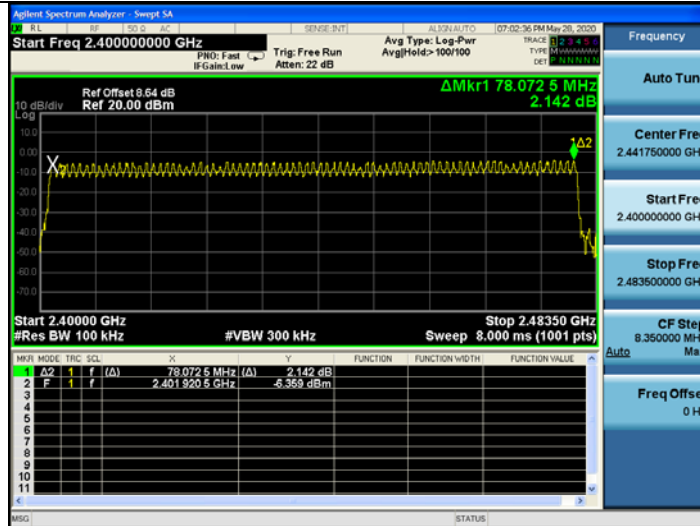 Agilent Spectrum Analyzer - Swept SA
RL RF 50 Ω AC SENSE:INT ALIGN AUTO 07:02:36 PM May 28, 2020
Start Freq 2.400000000 GHz
PNO: Fast Trig: Free Run
IFGain:Low Atten: 22 dB
Avg Type: Log-Pwr
Avg|Hold:> 100/100
TRACE 1 2 3 4 5 6
TYPE M
DET P N N N N N
Ref Offset 8.64 dB
10 dB/div Ref 20.00 dBm
Log
ΔMkr1 78.072 5 MHz
2.142 dB
10.0
0.00
-10.0
-20.0
-30.0
-40.0
-50.0
-60.0
-70.0
1Δ2
Start 2.40000 GHz Stop 2.48350 GHz
#Res BW 100 kHz #VBW 300 kHz Sweep 8.000 ms (1001 pts)
MKR MODE TRC SCL X Y FUNCTION FUNCTION WIDTH FUNCTION VALUE
1 Δ2 1 f (Δ) 78.072 5 MHz (Δ) 2.142 dB
2 F 1 f 2.401 920 5 GHz -6.359 dBm
3
4
5
6
7
8
9
10
11
MSG STATUS
Frequency
Auto Tun
Center Fre
2.441750000 GH
Start Fre
2.400000000 GH
Stop Fre
2.483500000 GH
CF Step
8.350000 MH
Auto Ma
Freq Offse
0 H